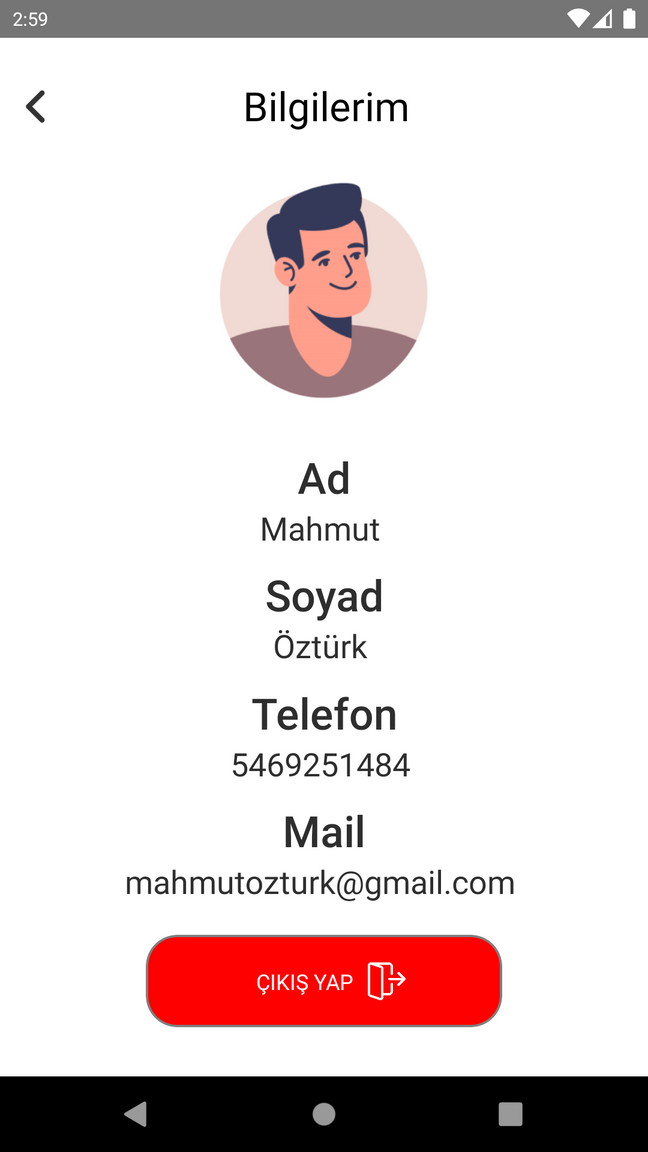 2:59
Bilgilerim
Ad
Mahmut
Soyad
Öztürk
Telefon
5469251484
Mail
mahmutozturk@gmail.com
ÇIKIŞ YAP